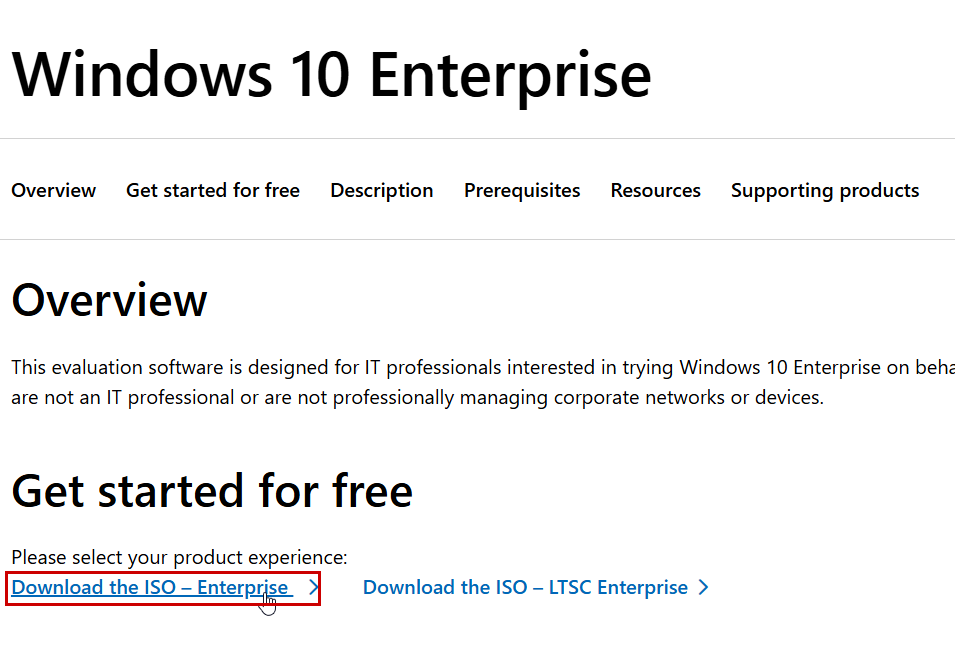 Windows 10 Enterprise
Overview Get started for free Description Prerequisites Resources Supporting products
Overview
This evaluation software is designed for IT professionals interested in trying Windows 10 Enterprise on
are not an IT professional or are not professionally managing corporate networks or devices.
Get started for free
Please select your product experience:
Download the ISO – Enterprise Download the ISO – LTSC Enterprise